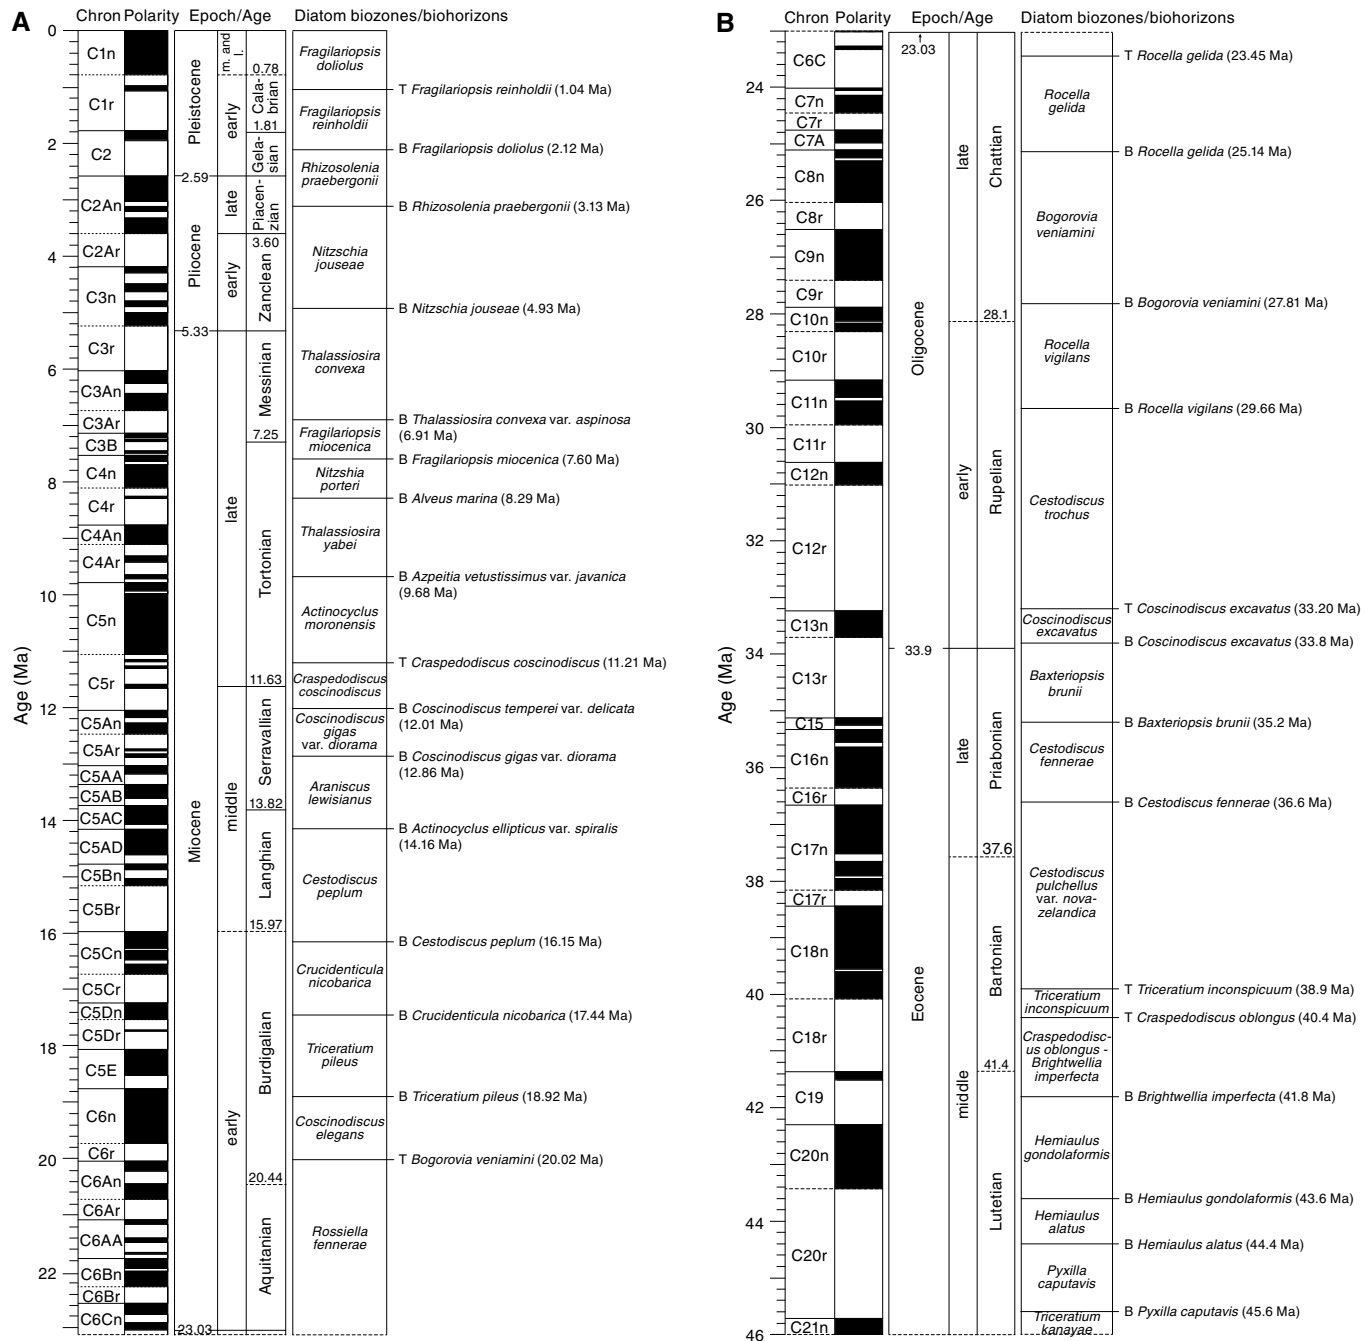 A
Chron Polarity Epoch/Age Diatom biozones/biohorizons
Age (Ma)
0
2
4
6
8
10
12
14
16
18
20
22
C1n
C1r
C2
C2An
C2Ar
C3n
C3r
C3An
C3Ar
C3B
C4n
C4r
C4An
C4Ar
C5n
C5r
C5An
C5Ar
C5AA
C5AB
C5AC
C5AD
C5Bn
C5Br
C5Cn
C5Cr
C5Dn
C5Dr
C5E
C6n
C6r
C6An
C6Ar
C6AA
C6Bn
C6Br
C6Cn
Pleistocene
2.59
Pliocene
5.33
Miocene
23.03
m. and
l.
early
late
early
late
middle
early
0.78
Cala-
brian
1.81
Gela-
sian
Piacen-
zian
3.60
Zanclean
Messinian
7.25
Tortonian
11.63
Serravallian
13.82
Langhian
15.97
Burdigalian
20.44
Aquitanian
Fragilariopsis
doliolus
Fragilariopsis
reinholdii
Rhizosolenia
praebergonii
Nitzschia
jouseae
Thalassiosira
convexa
Fragilariopsis
miocenica
Nitzshia
porteri
Thalassiosira
yabei
Actinocyclus
moronensis
Craspedodiscus
coscinodiscus
Coscinodiscus
gigas
var. diorama
Araniscus
lewisianus
Cestodiscus
peplum
Crucidenticula
nicobarica
Triceratium
pileus
Coscinodiscus
elegans
Rossiella
fennerae
T Fragilariopsis reinholdii (1.04 Ma)
B Fragilariopsis doliolus (2.12 Ma)
B Rhizosolenia praebergonii (3.13 Ma)
B Nitzschia jouseae (4.93 Ma)
B Thalassiosira convexa var. aspinosa
(6.91 Ma)
B Fragilariopsis miocenica (7.60 Ma)
B Alveus marina (8.29 Ma)
B Azpeitia vetustissimus var. javanica
(9.68 Ma)
T Craspedodiscus coscinodiscus (11.21 Ma)
B Coscinodiscus temperei var. delicata
(12.01 Ma)
B Coscinodiscus gigas var. diorama
(12.86 Ma)
B Actinocyclus ellipticus var. spiralis
(14.16 Ma)
B Cestodiscus peplum (16.15 Ma)
B Crucidenticula nicobarica (17.44 Ma)
B Triceratium pileus (18.92 Ma)
T Bogorovia veniamini (20.02 Ma)
B
Chron Polarity Epoch/Age Diatom biozones/biohorizons
Age (Ma)
24
26
28
30
32
34
36
38
40
42
44
46
C6C
C7n
C7r
C7A
C8n
C8r
C9n
C9r
C10n
C10r
C11n
C11r
C12n
C12r
C13n
C13r
C15
C16n
C16r
C17n
C17r
C18n
C18r
C19
C20n
C20r
C21n
23.03
Oligocene
33.9
Eocene
late
early
late
middle
Chattian
28.1
Rupelian
Priabonian
37.6
Bartonian
41.4
Lutetian
Rocella
gelida
Bogorovia
veniamini
Rocella
vigilans
Cestodiscus
trochus
Coscinodiscus
excavatus
Baxteriopsis
brunii
Cestodiscus
fennerae
Cestodiscus
pulchellus
var. nova-
zelandica
Triceratium
inconspicuum
Craspedodisc-
us oblongus -
Brightwellia
imperfecta
Hemiaulus
gondolaformis
Hemiaulus
alatus
Pyxilla
caputavis
Triceratium
kanayae
T Rocella gelida (23.45 Ma)
B Rocella gelida (25.14 Ma)
B Bogorovia veniamini (27.81 Ma)
B Rocella vigilans (29.66 Ma)
T Coscinodiscus excavatus (33.20 Ma)
B Coscinodiscus excavatus (33.8 Ma)
B Baxteriopsis brunii (35.2 Ma)
B Cestodiscus fennerae (36.6 Ma)
T Triceratium inconspicuum (38.9 Ma)
T Craspedodiscus oblongus (40.4 Ma)
B Brightwellia imperfecta (41.8 Ma)
B Hemiaulus gondolaformis (43.6 Ma)
B Hemiaulus alatus (44.4 Ma)
B Pyxilla caputavis (45.6 Ma)